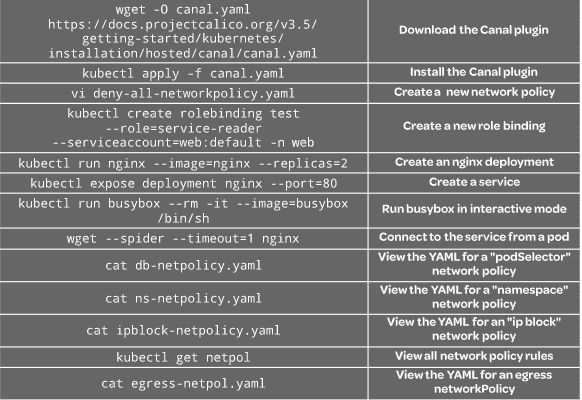 wget -O canal.yaml
https://docs.projectcalico.org/v3.5/
getting-started/kubernetes/
installation/hosted/canal/canal.yaml
Download the Canal plugin
kubectl apply -f canal.yaml
Install the Canal plugin
vi deny-all-networkpolicy.yaml
Create a new network policy
kubectl create rolebinding test
--role=service-reader
--serviceaccount=web:default -n web
Create a new role binding
kubectl run nginx --image=nginx --replicas=2
Create an nginx deployment
kubectl expose deployment nginx --port=80
Create a service
kubectl run busybox --rm -it --image=busybox
/bin/sh
Run busybox in interactive mode
wget --spider --timeout=1 nginx
Connect to the service from a pod
cat db-netpolicy.yaml
View the YAML for a "podSelector"
network policy
cat ns-netpolicy.yaml
View the YAML for a "namespace"
network policy
cat ipblock-netpolicy.yaml
View the YAML for an "ip block"
network policy
kubectl get netpol
View all network policy rules
cat egress-netpol.yaml
View the YAML for an egress
networkPolicy